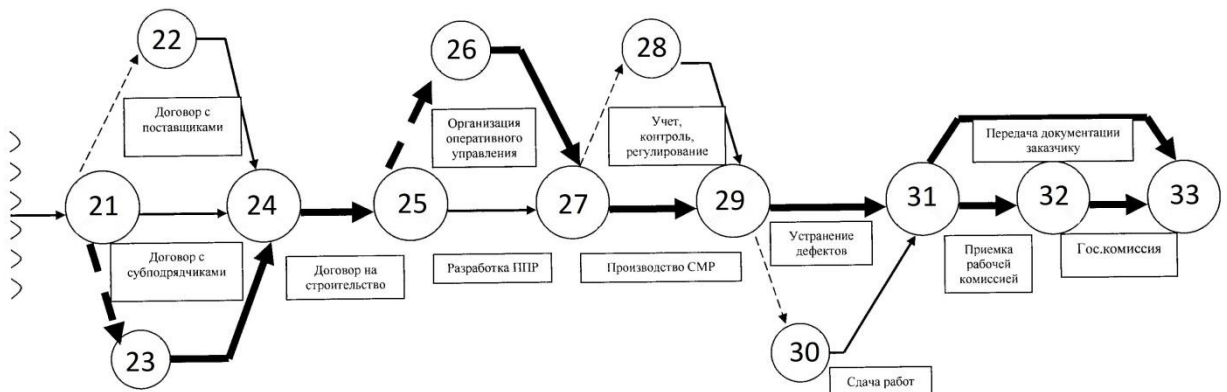 22
26
28
Договор с
поставщиками
Организация
оперативного
управления
Учет,
контроль,
регулирование
Передача документации
заказчику
21
24
25
27
29
31
32
33
Договор с
субподрядчиками
Договор на
строительство
Разработка ППР
Производство СМР
Устранение
дефектов
Приемка
рабочей
комиссией
Гос.комиссия
23
30
Сдача работ